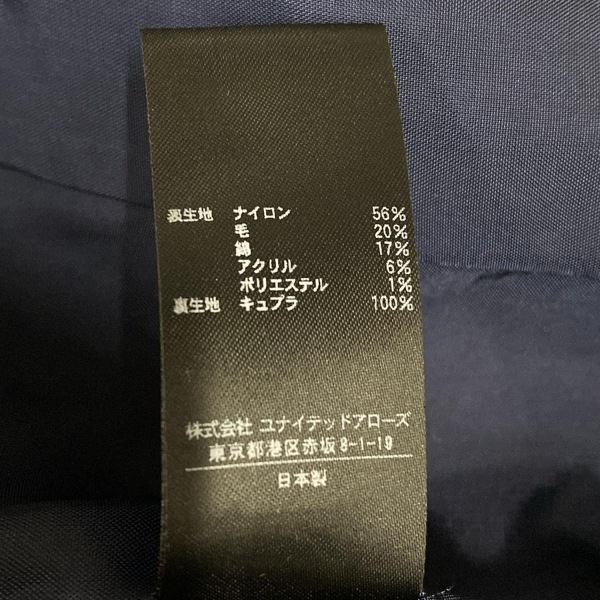 表生地 ナイロン 56%
毛 20%
綿 17%
アクリル 6%
ポリエステル 1%
裏生地 キュプラ 100%
株式会社 ユナイテッドアローズ
東京都港区赤坂8-1-19
日本製